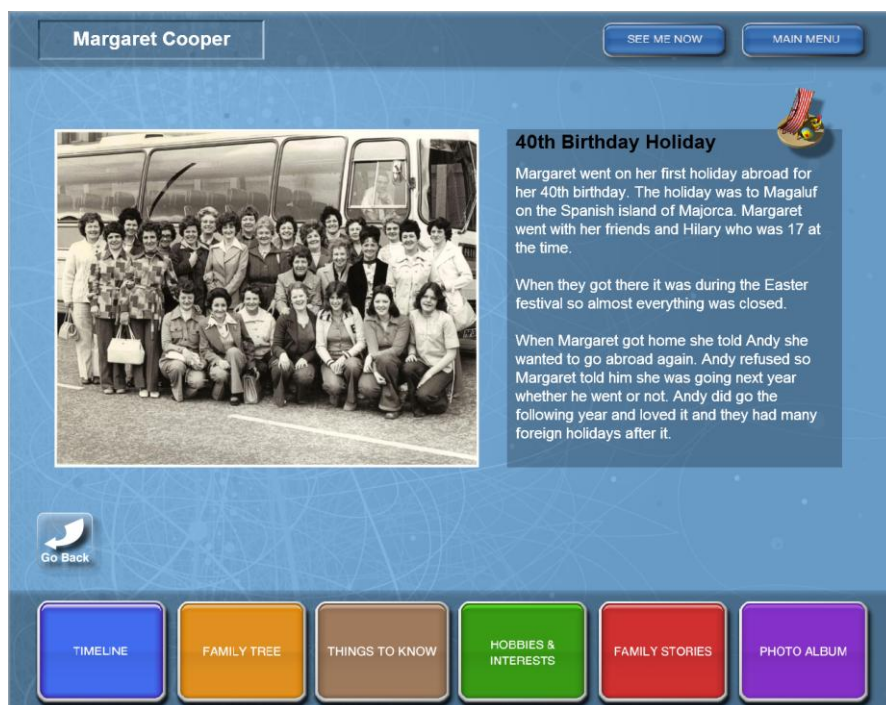 Margaret Cooper
SEE ME NOW
MAIN MENU
40th Birthday Holiday
Margaret went on her first holiday abroad for
her 40th birthday. The holiday was to Magaluf
on the Spanish island of Majorca. Margaret
went with her friends and Hilary who was 17 at
the time.
When they got there it was during the Easter
festival so almost everything was closed.
When Margaret got home she told Andy she
wanted to go abroad again. Andy refused so
Margaret told him she was going next year
whether he went or not. Andy did go the
following year and loved it and they had many
foreign holidays after it.
Go Back
TIMELINE
FAMILY TREE
THINGS TO KNOW
HOBBIES &
INTERESTS
FAMILY STORIES
PHOTO ALBUM